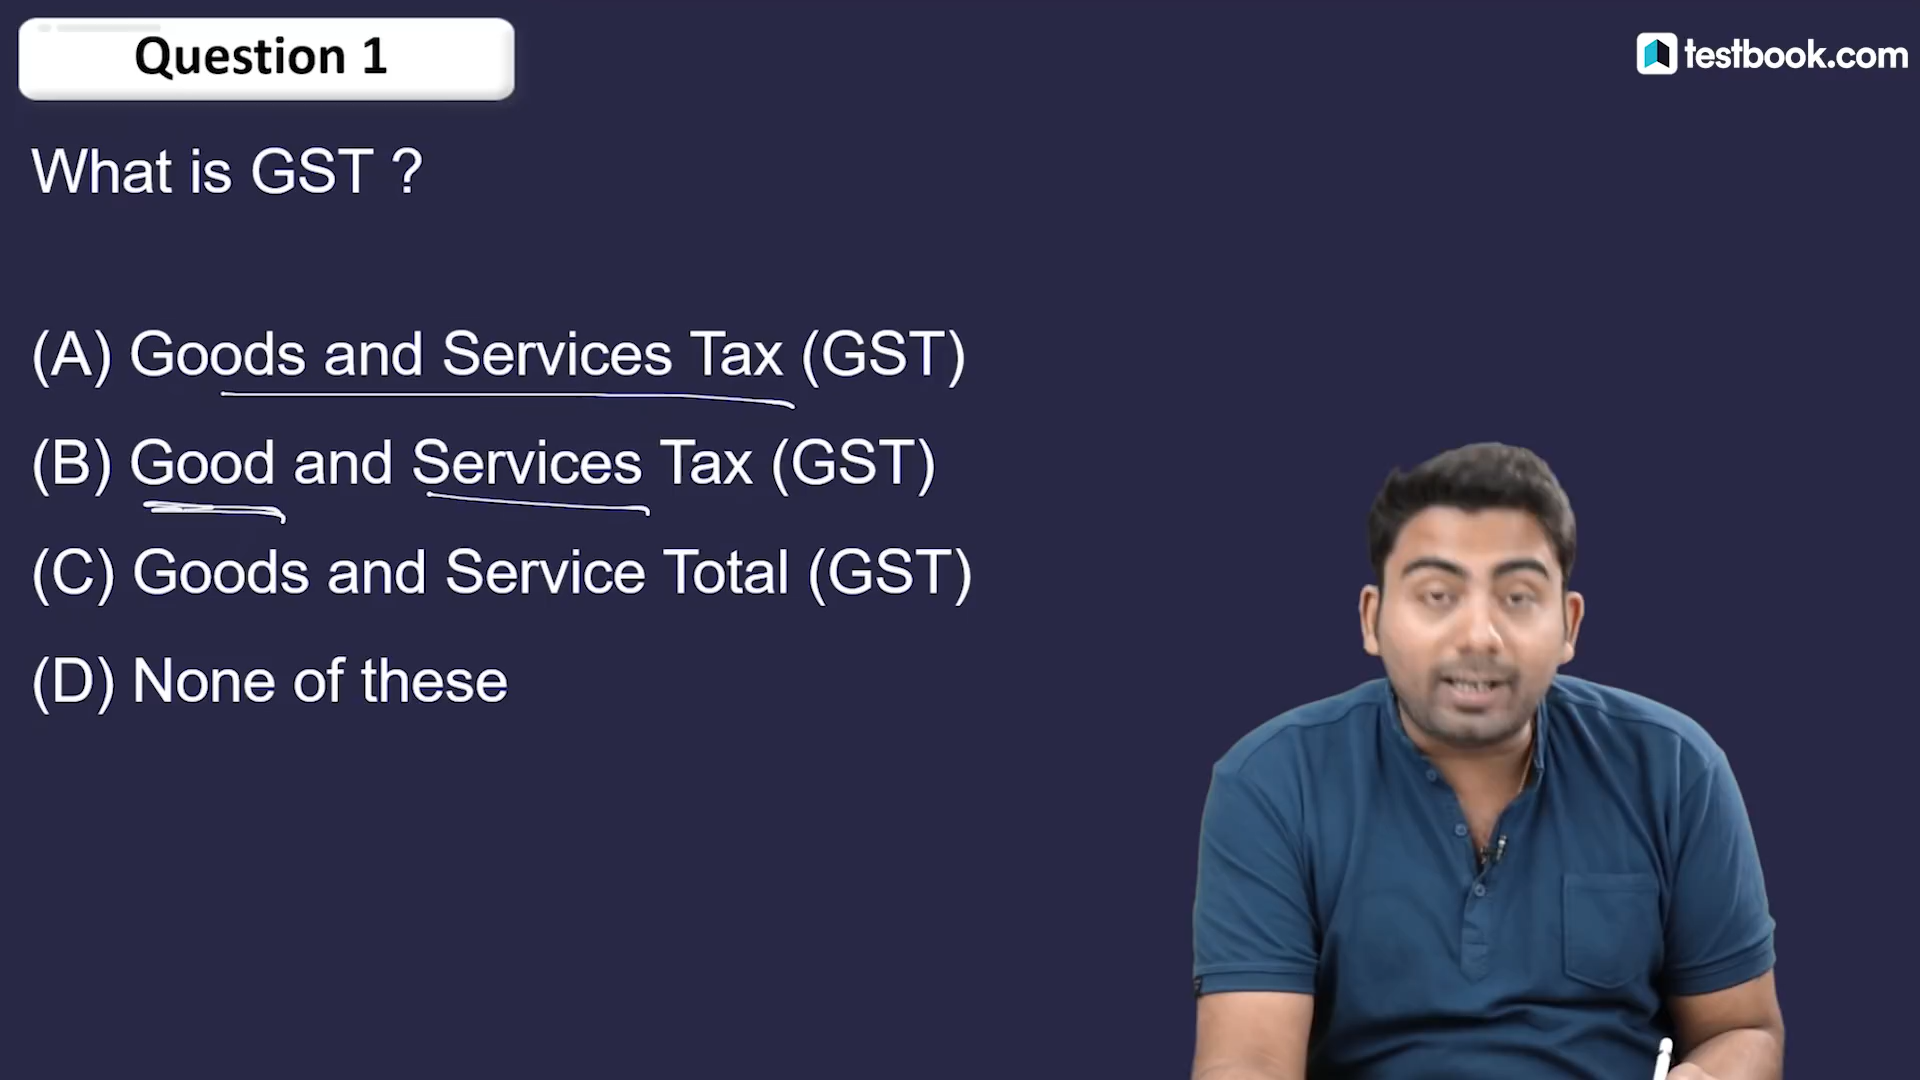 Question 1
testbook.com
What is GST ?
(A) Goods and Services Tax (GST)
(B) Good and Services Tax (GST)
(C) Goods and Service Total (GST)
(D) None of these